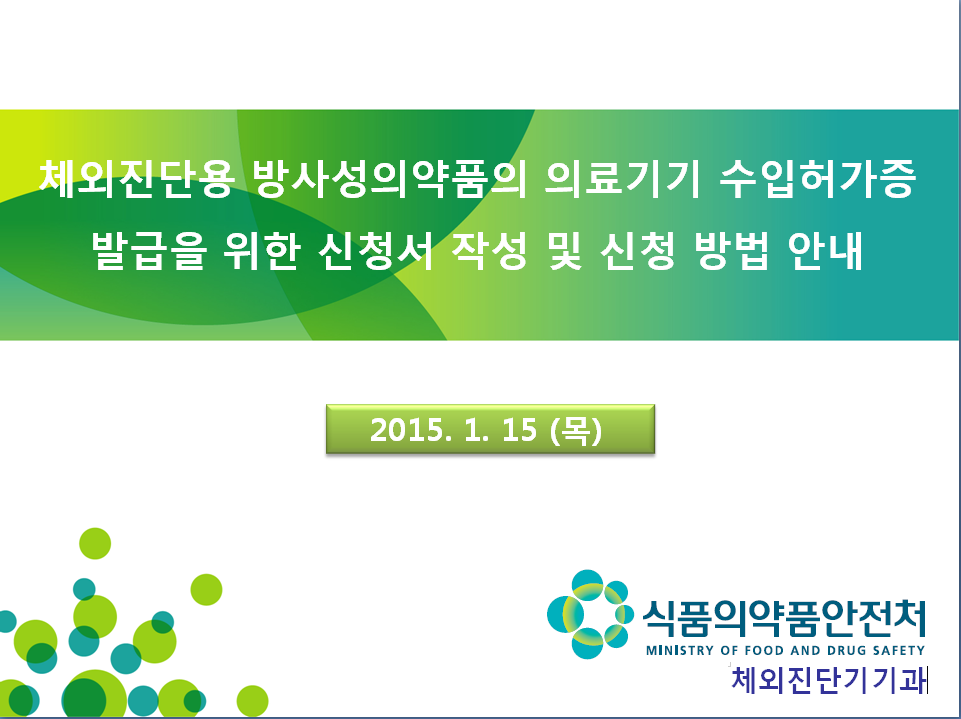 체외진단용 방사성의약품의 의료기기 수입허가증
발급을 위한 신청서 작성 및 신청 방법 안내
2015. 1. 15 (목)
식품의약품안전처
MINISTRY OF FOOD AND DRUG SAFETY
체외진단기기과